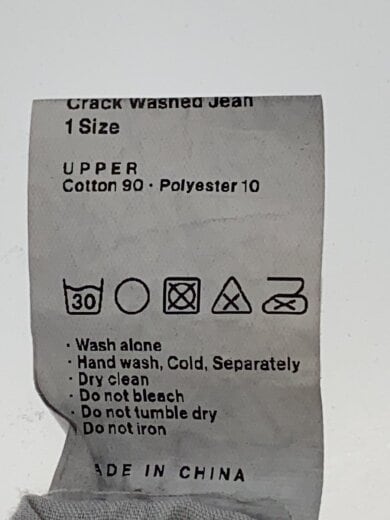 Crack Washed Jean
1 Size
UPPER
Cotton 90 · Polyester 10
30
· Wash alone
· Hand wash, Cold, Separately
· Dry clean
· Do not bleach
· Do not tumble dry
· Do not iron
ADE IN CHINA